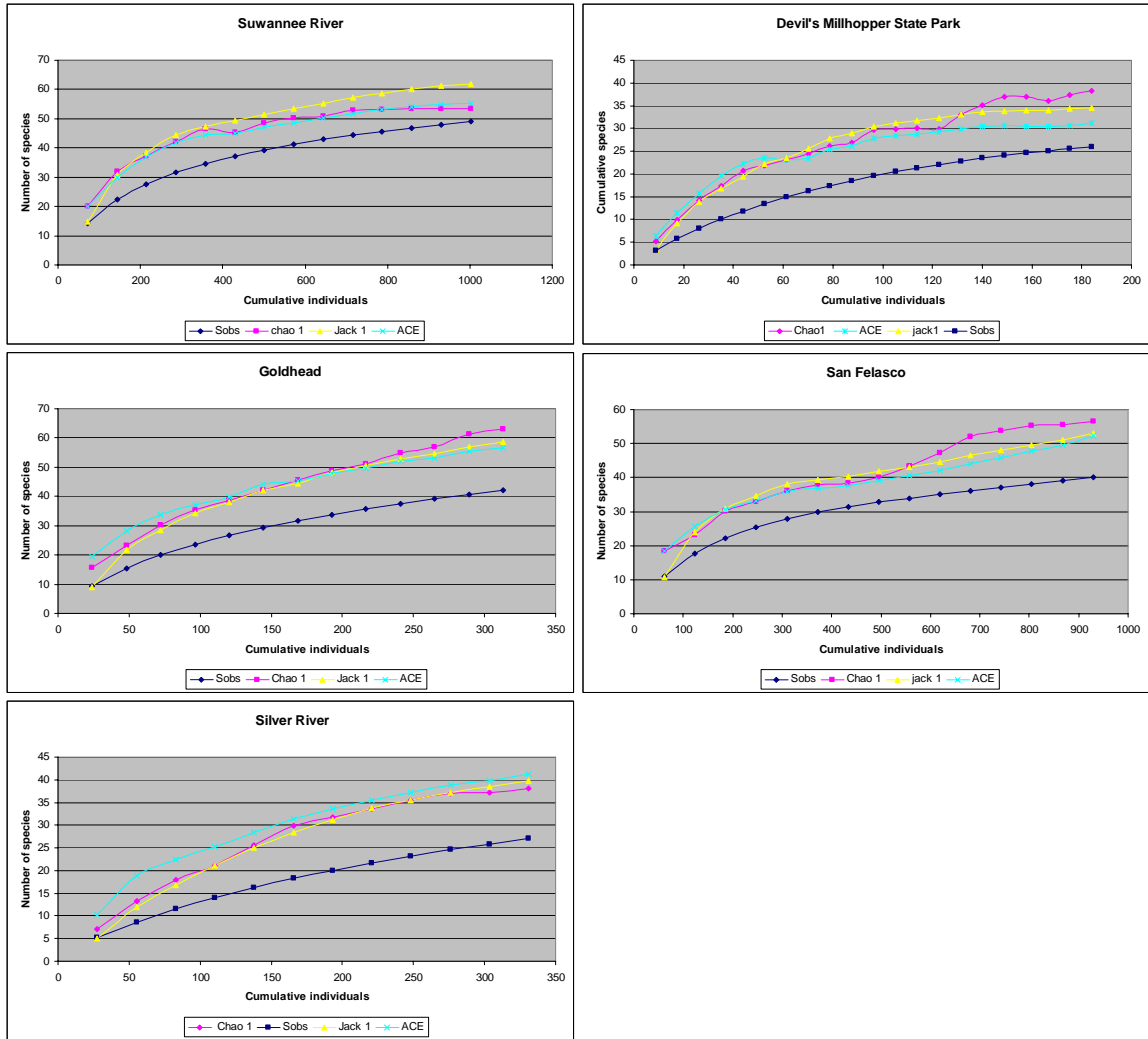 Suwannee River
Number of species
70
60
50
40
30
20
10
0
0 200 400 600 800 1000 1200
Cumulative individuals
Sobs chao 1 Jack 1 ACE
Devil's Millhopper State Park
Cumulative species
45
40
35
30
25
20
15
10
5
0
0 20 40 60 80 100 120 140 160 180 200
Cumulative individuals
Chao1 ACE jack1 Sobs
Goldhead
Number of species
70
60
50
40
30
20
10
0
0 50 100 150 200 250 300 350
Cumulative individuals
Sobs Chao 1 Jack 1 ACE
San Felasco
Number of species
60
50
40
30
20
10
0
0 100 200 300 400 500 600 700 800 900 1000
Cumulative individuals
Sobs Chao 1 jack 1 ACE
Silver River
Number of species
45
40
35
30
25
20
15
10
5
0
0 50 100 150 200 250 300 350
Cumulative individuals
Chao 1 Sobs Jack 1 ACE